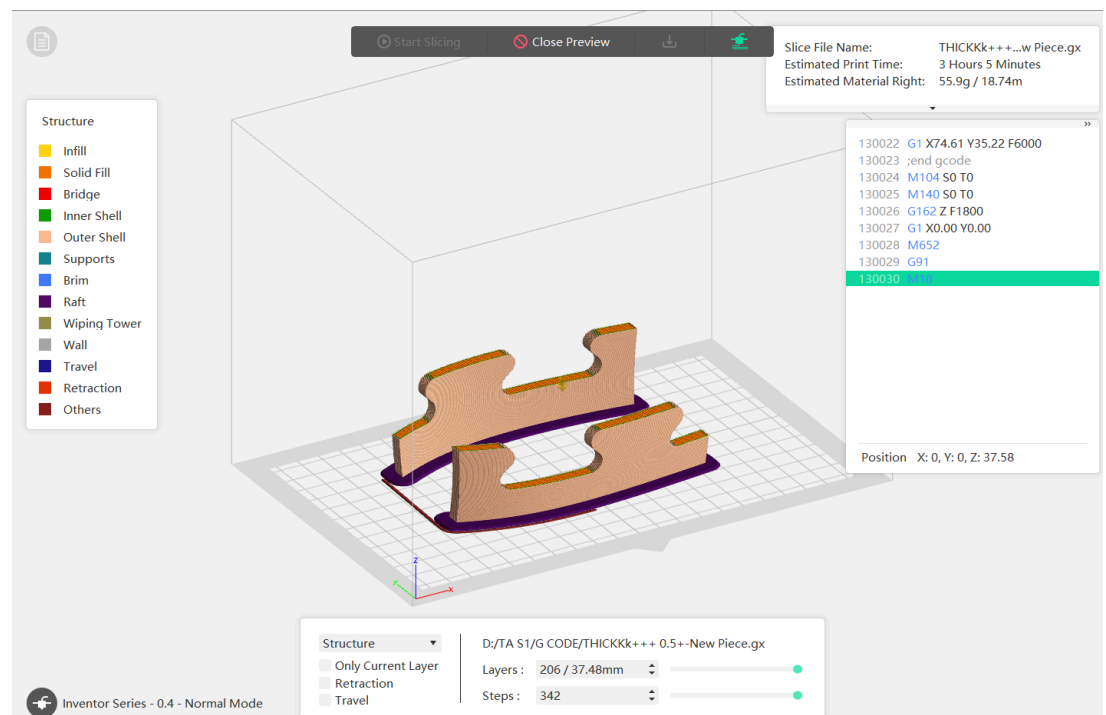 Start Slicing
Close Preview
Slice File Name: THICKKk+++...w Piece.gx
Estimated Print Time: 3 Hours 5 Minutes
Estimated Material Right: 55.9g / 18.74m
Structure
Infill
Solid Fill
Bridge
Inner Shell
Outer Shell
Supports
Brim
Raft
Wiping Tower
Wall
Travel
Retraction
Others
»
130022 G1 X74.61 Y35.22 F6000
130023 ;end gcode
130024 M104 S0 T0
130025 M140 S0 T0
130026 G162 Z F1800
130027 G1 X0.00 Y0.00
130028 M652
130029 G91
130030 M18
Position X: 0, Y: 0, Z: 37.58
z
Y
X
Structure
Only Current Layer
Retraction
Travel
D:/TA S1/G CODE/THICKKk+++ 0.5+-New Piece.gx
Layers : 206 / 37.48mm
Steps : 342
Inventor Series - 0.4 - Normal Mode